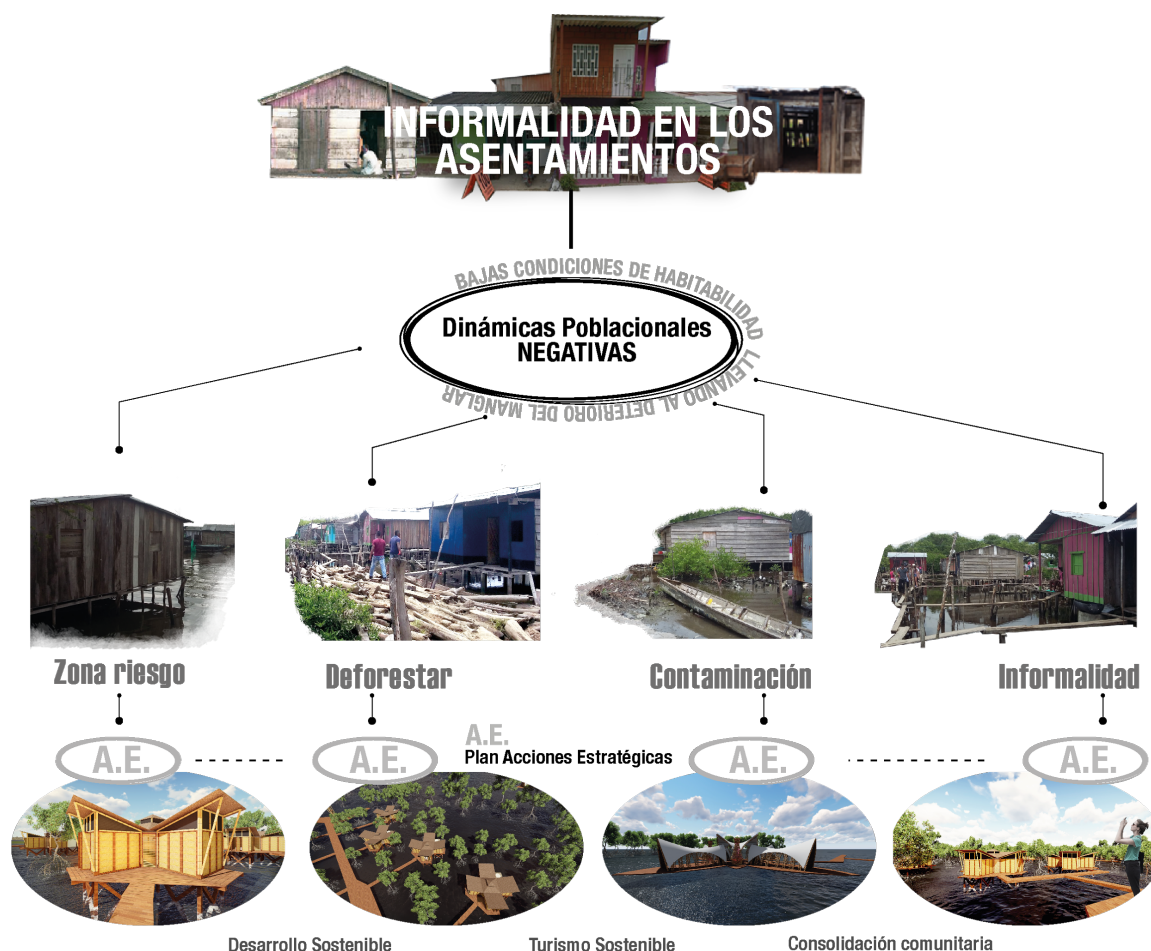 INFORMALIDAD EN LOS
ASENTAMIENTOS
BAJAS CONDICIONES DE HABITABILIDAD LLEVANDO AL DETERIORO DEL MANGLAR
Dinámicas Poblacionales
NEGATIVAS
Zona riesgo
Deforestar
Contaminación
Informalidad
A.E.
A.E.
A.E.
Plan Acciones Estratégicas
A.E.
A.E.
Desarrollo Sostenible
Turismo Sostenible
Consolidación comunitaria